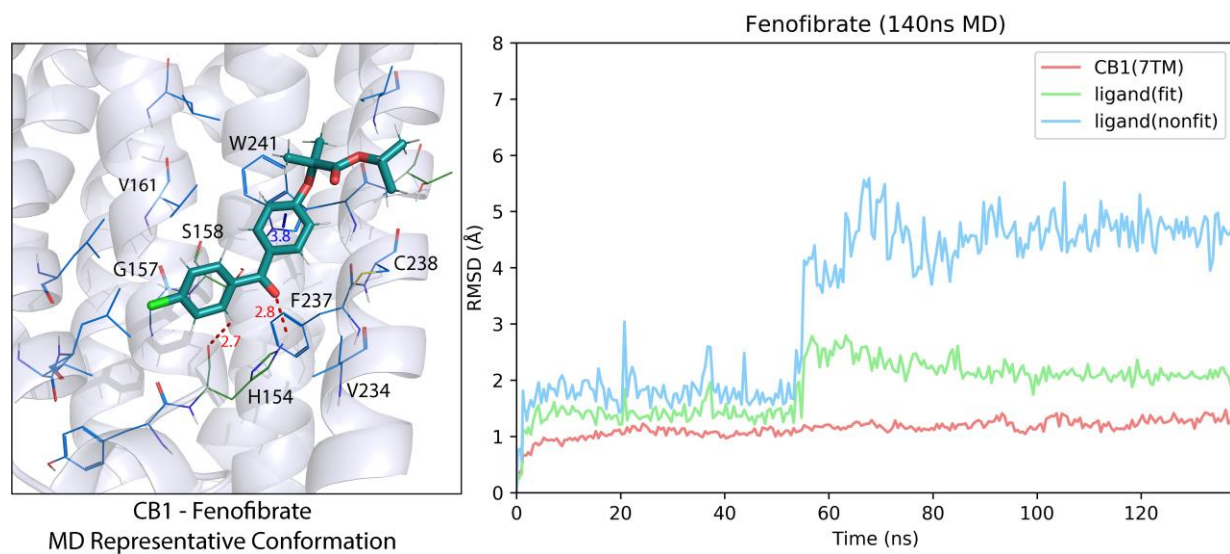 W241
V161
3.8
S158
G157
C238
F237
2.8
2.7
H154
V234
CB1 - Fenofibrate
MD Representative Conformation
Fenofibrate (140ns MD)
CB1(7TM)
ligand(fit)
ligand(nonfit)
RMSD (Å)
8
7
6
5
4
3
2
1
0
0 20 40 60 80 100 120
Time (ns)